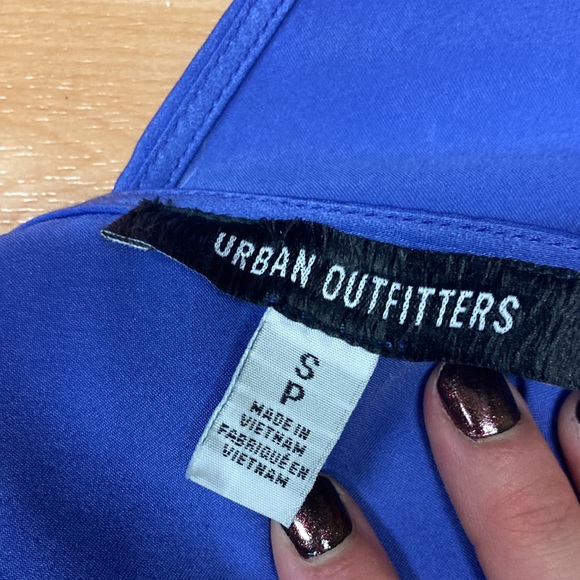 URBAN OUTFITTERS
S
P
MADE IN
VIETNAM
FABRIQUÉ EN
VIETNAM